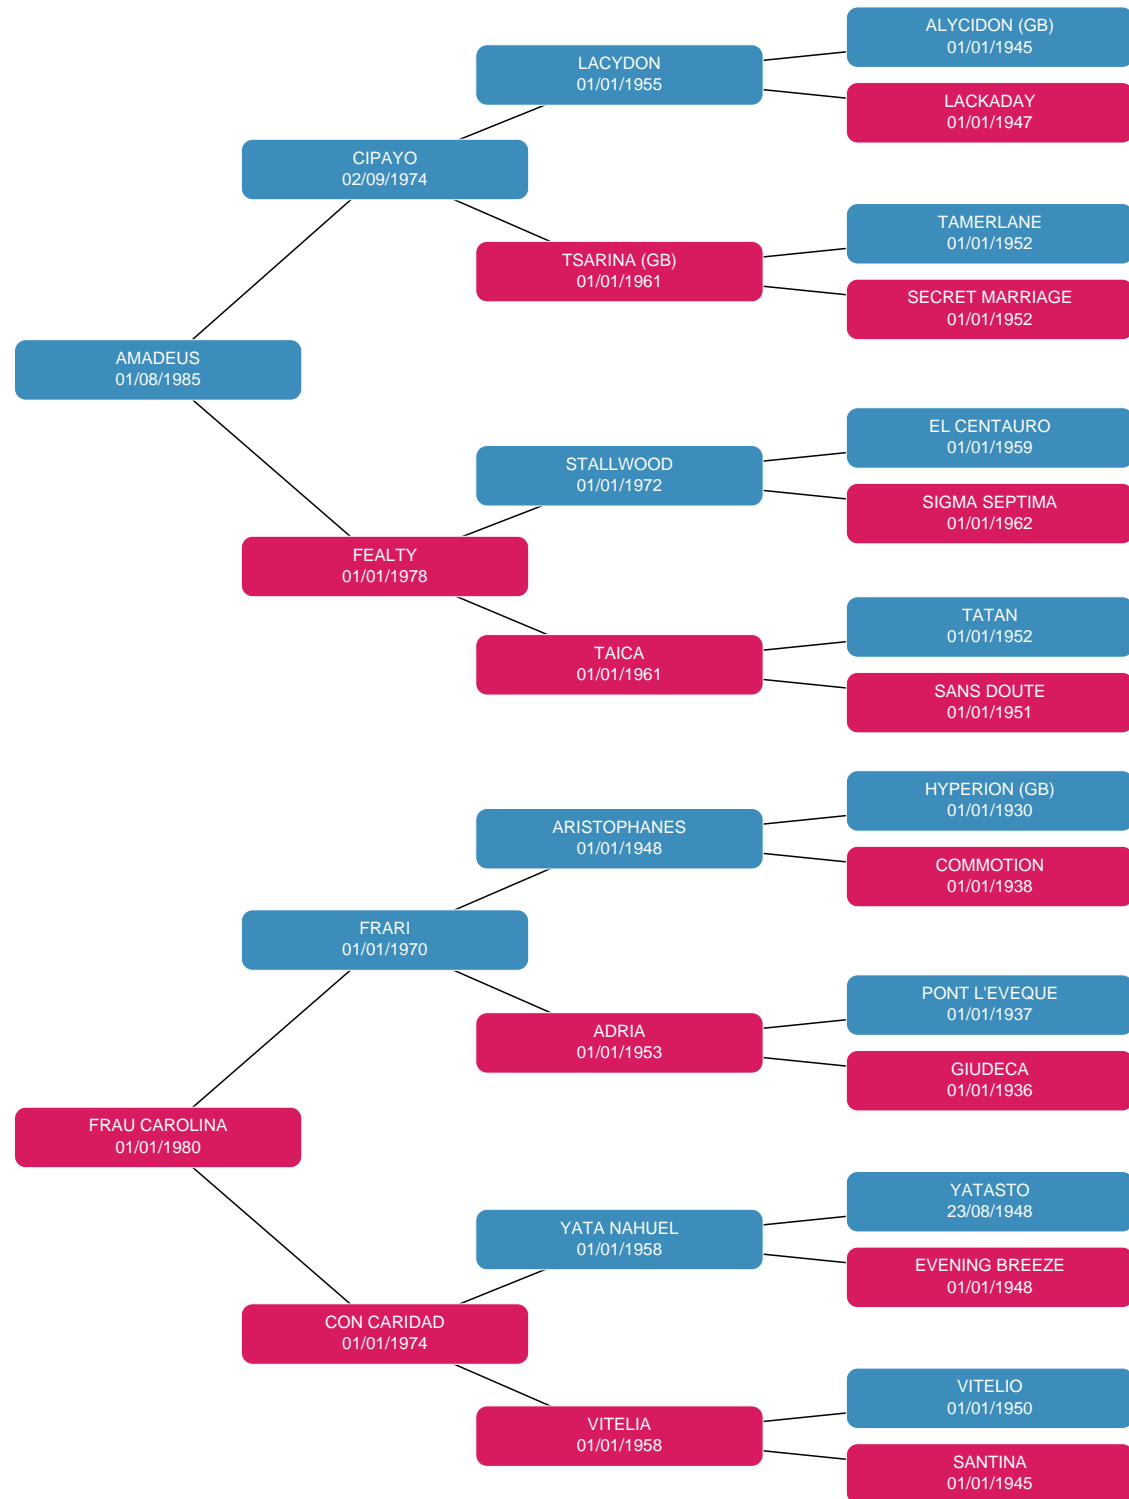 ALYCIDON (GB)
01/01/1945
LACYDON
01/01/1955
LACKADAY
01/01/1947
CIPAYO
02/09/1974
TAMERLANE
01/01/1952
TSARINA (GB)
01/01/1961
SECRET MARRIAGE
01/01/1952
AMADEUS
01/08/1985
EL CENTAURO
01/01/1959
STALLWOOD
01/01/1972
SIGMA SEPTIMA
01/01/1962
FEALTY
01/01/1978
TATAN
01/01/1952
TAICA
01/01/1961
SANS DOUTE
01/01/1951
HYPERION (GB)
01/01/1930
ARISTOPHANES
01/01/1948
COMMOTION
01/01/1938
FRARI
01/01/1970
PONT L'EVEQUE
01/01/1937
ADRIA
01/01/1953
GIUDECA
01/01/1936
FRAU CAROLINA
01/01/1980
YATASTO
23/08/1948
YATA NAHUEL
01/01/1958
EVENING BREEZE
01/01/1948
CON CARIDAD
01/01/1974
VITELIO
01/01/1950
VITELIA
01/01/1958
SANTINA
01/01/1945